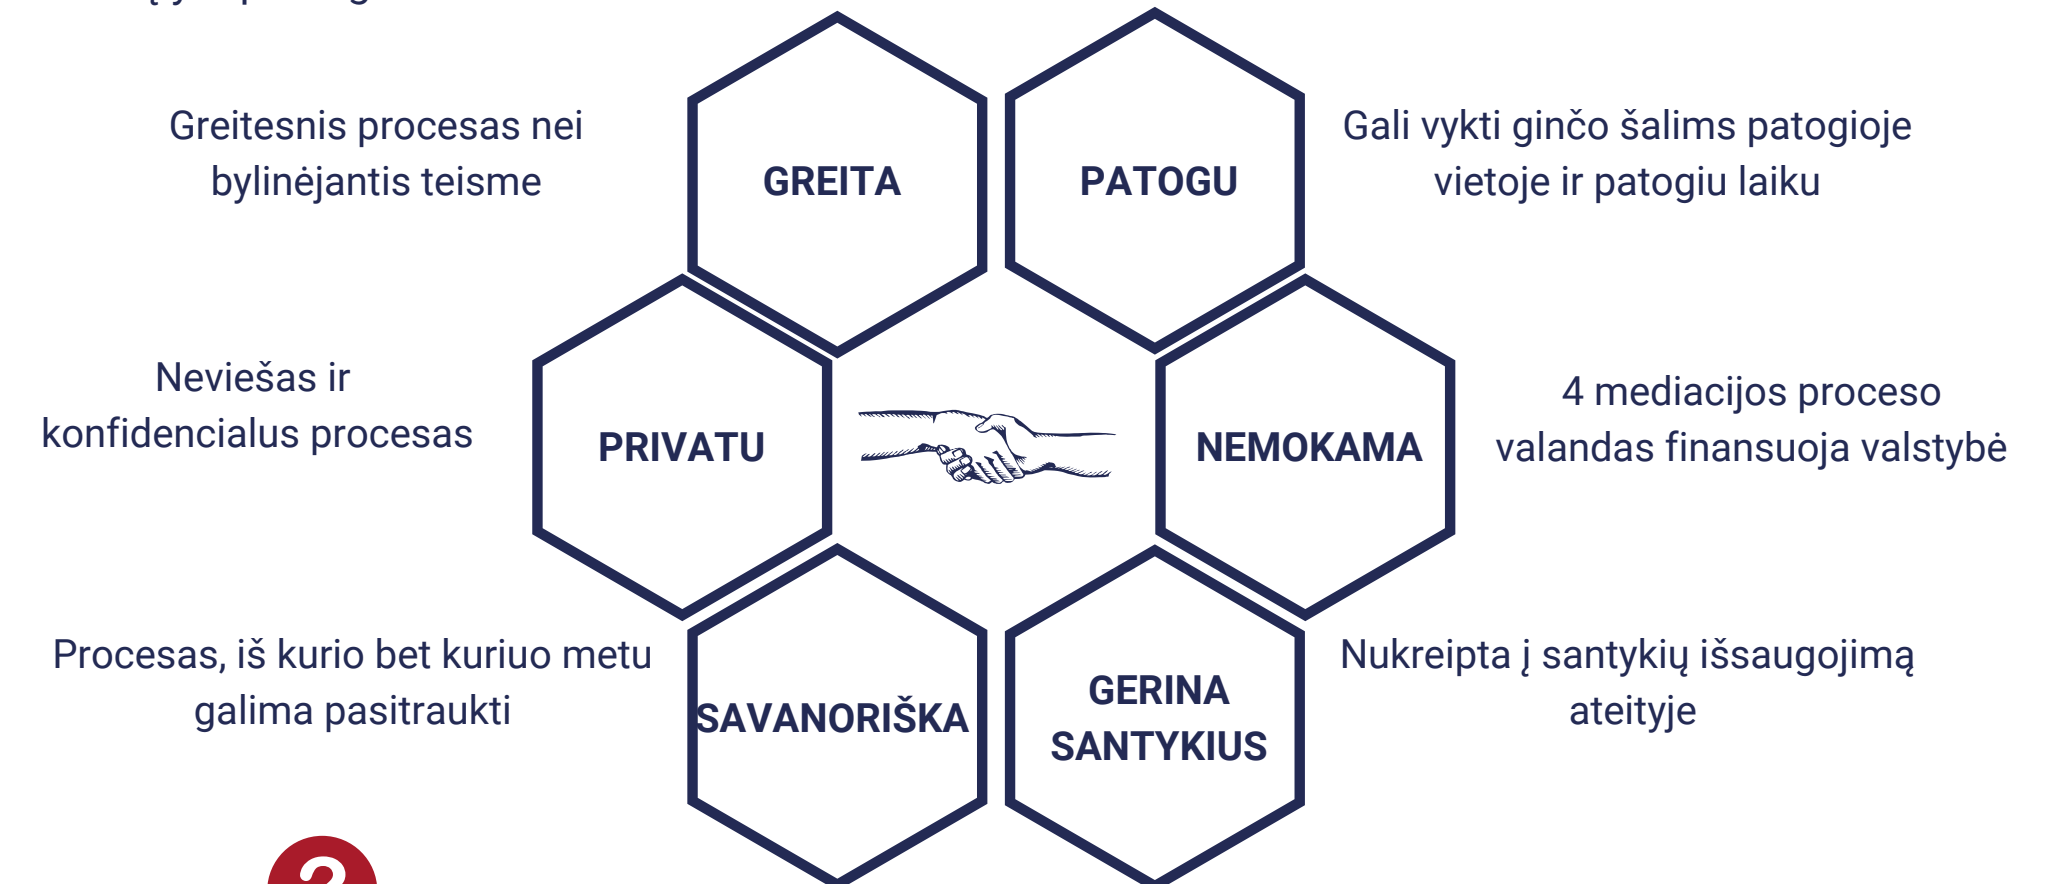 Greitesnis procesas nei
bylinėjantis teisme
GREITA
PATOGU
Gali vykti ginčo šalims patogioje
vietoje ir patogiu laiku
Neviešas ir
konfidencialus procesas
PRIVATU
NEMOKAMA
4 mediacijos proceso
valandas finansuoja valstybė
Procesas, iš kurio bet kuriuo metu
galima pasitraukti
SAVANORIŠKA
GERINA
SANTYKIUS
Nukreipta į santykių išsaugojimą
ateityje
?